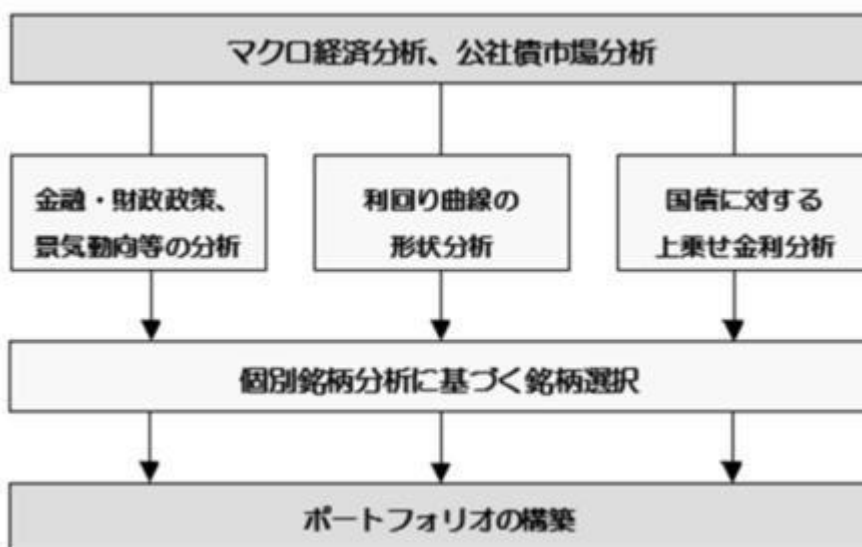 マクロ経済分析、公社債市場分析
金融・財政政策、
景気動向等の分析
利回り曲線の
形状分析
国債に対する
上乗せ金利分析
個別銘柄分析に基づく銘柄選択
ポートフォリオの構築